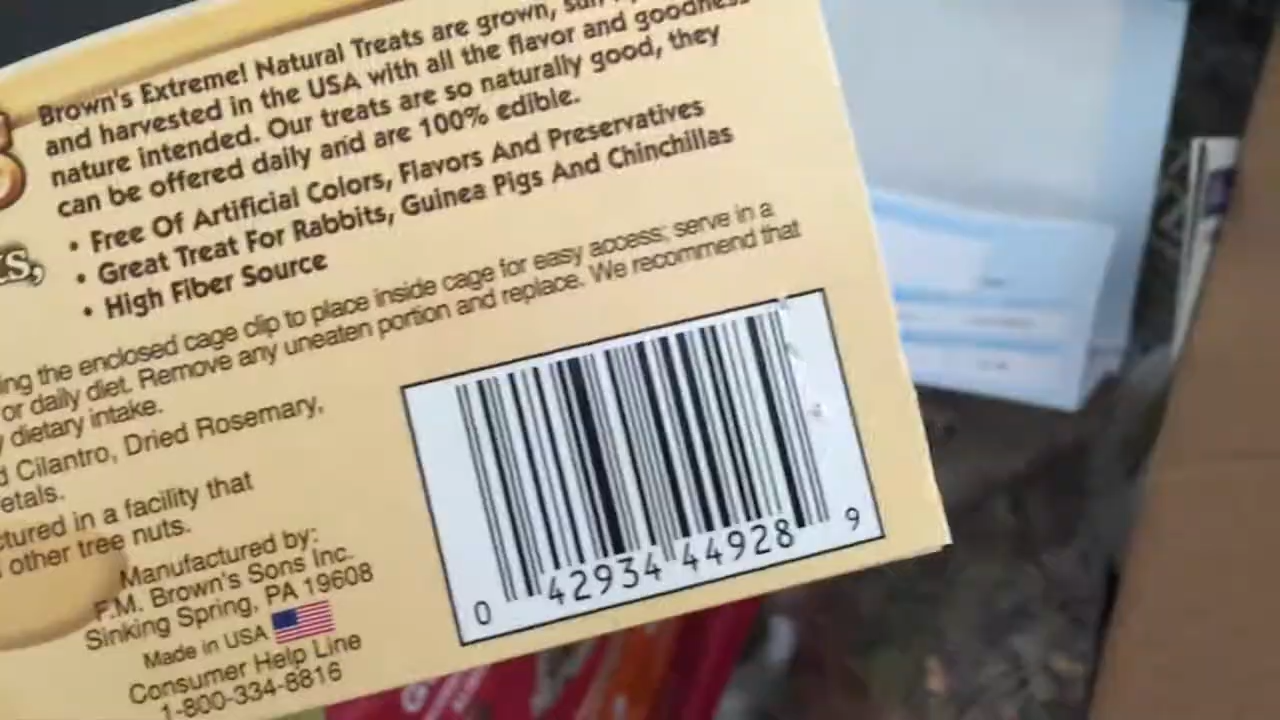 Brown's Extreme! Natural Treats are grown, sun,
and harvested in the USA with all the flavor and goodness
nature intended. Our treats are so naturally good, they
can be offered daily and are 100% edible.
• Free Of Artificial Colors, Flavors And Preservatives
• Great Treat For Rabbits, Guinea Pigs And Chinchillas
• High Fiber Source
ks,
ing the enclosed cage clip to place inside cage for easy access; serve in a
or daily diet. Remove any uneaten portion and replace. We recommend that
y dietary intake.
d Cilantro, Dried Rosemary,
etals.
ctured in a facility that
other tree nuts.
Manufactured by:
F.M. Brown's Sons Inc.
Sinking Spring, PA 19608
Made in USA
Consumer Help Line
1-800-334-8816
0 42934 44928 9